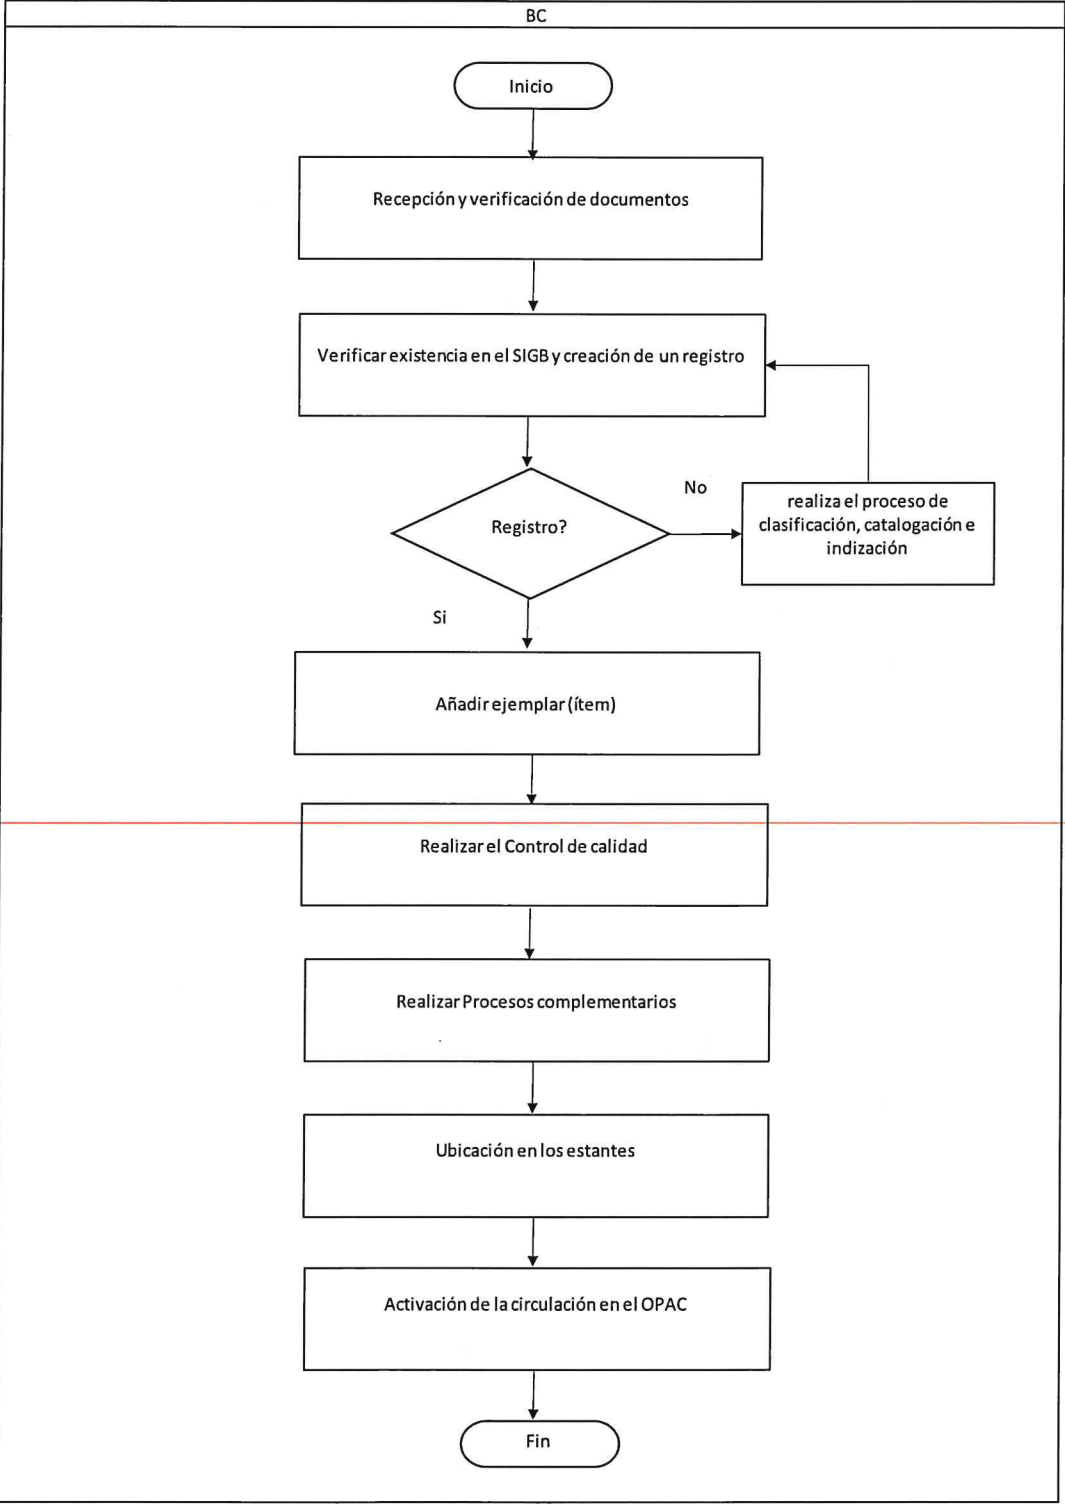 BC
Inicio
Recepción y verificación de documentos
Verificar existencia en el SIGB y creación de un registro
Registro?
No
realiza el proceso de
clasificación, catalogación e
indización
Si
Añadir ejemplar (ítem)
Realizar el Control de calidad
Realizar Procesos complementarios
Ubicación en los estantes
Activación de la circulación en el OPAC
Fin